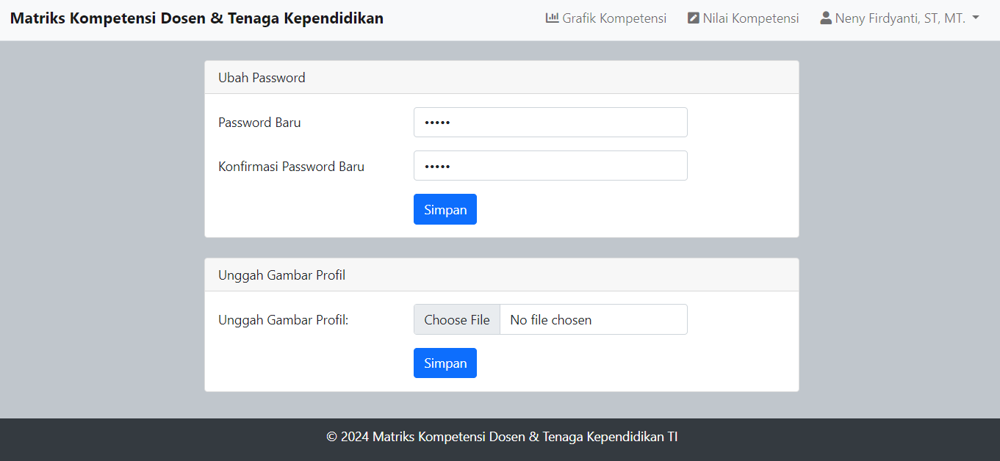 Matriks Kompetensi Dosen & Tenaga Kependidikan
Grafik Kompetensi
Nilai Kompetensi
Neny Firdyanti, ST, MT.
Ubah Password
Password Baru
•••••
Konfirmasi Password Baru
•••••
Simpan
Unggah Gambar Profil
Unggah Gambar Profil:
Choose File
No file chosen
Simpan
© 2024 Matriks Kompetensi Dosen & Tenaga Kependidikan TI